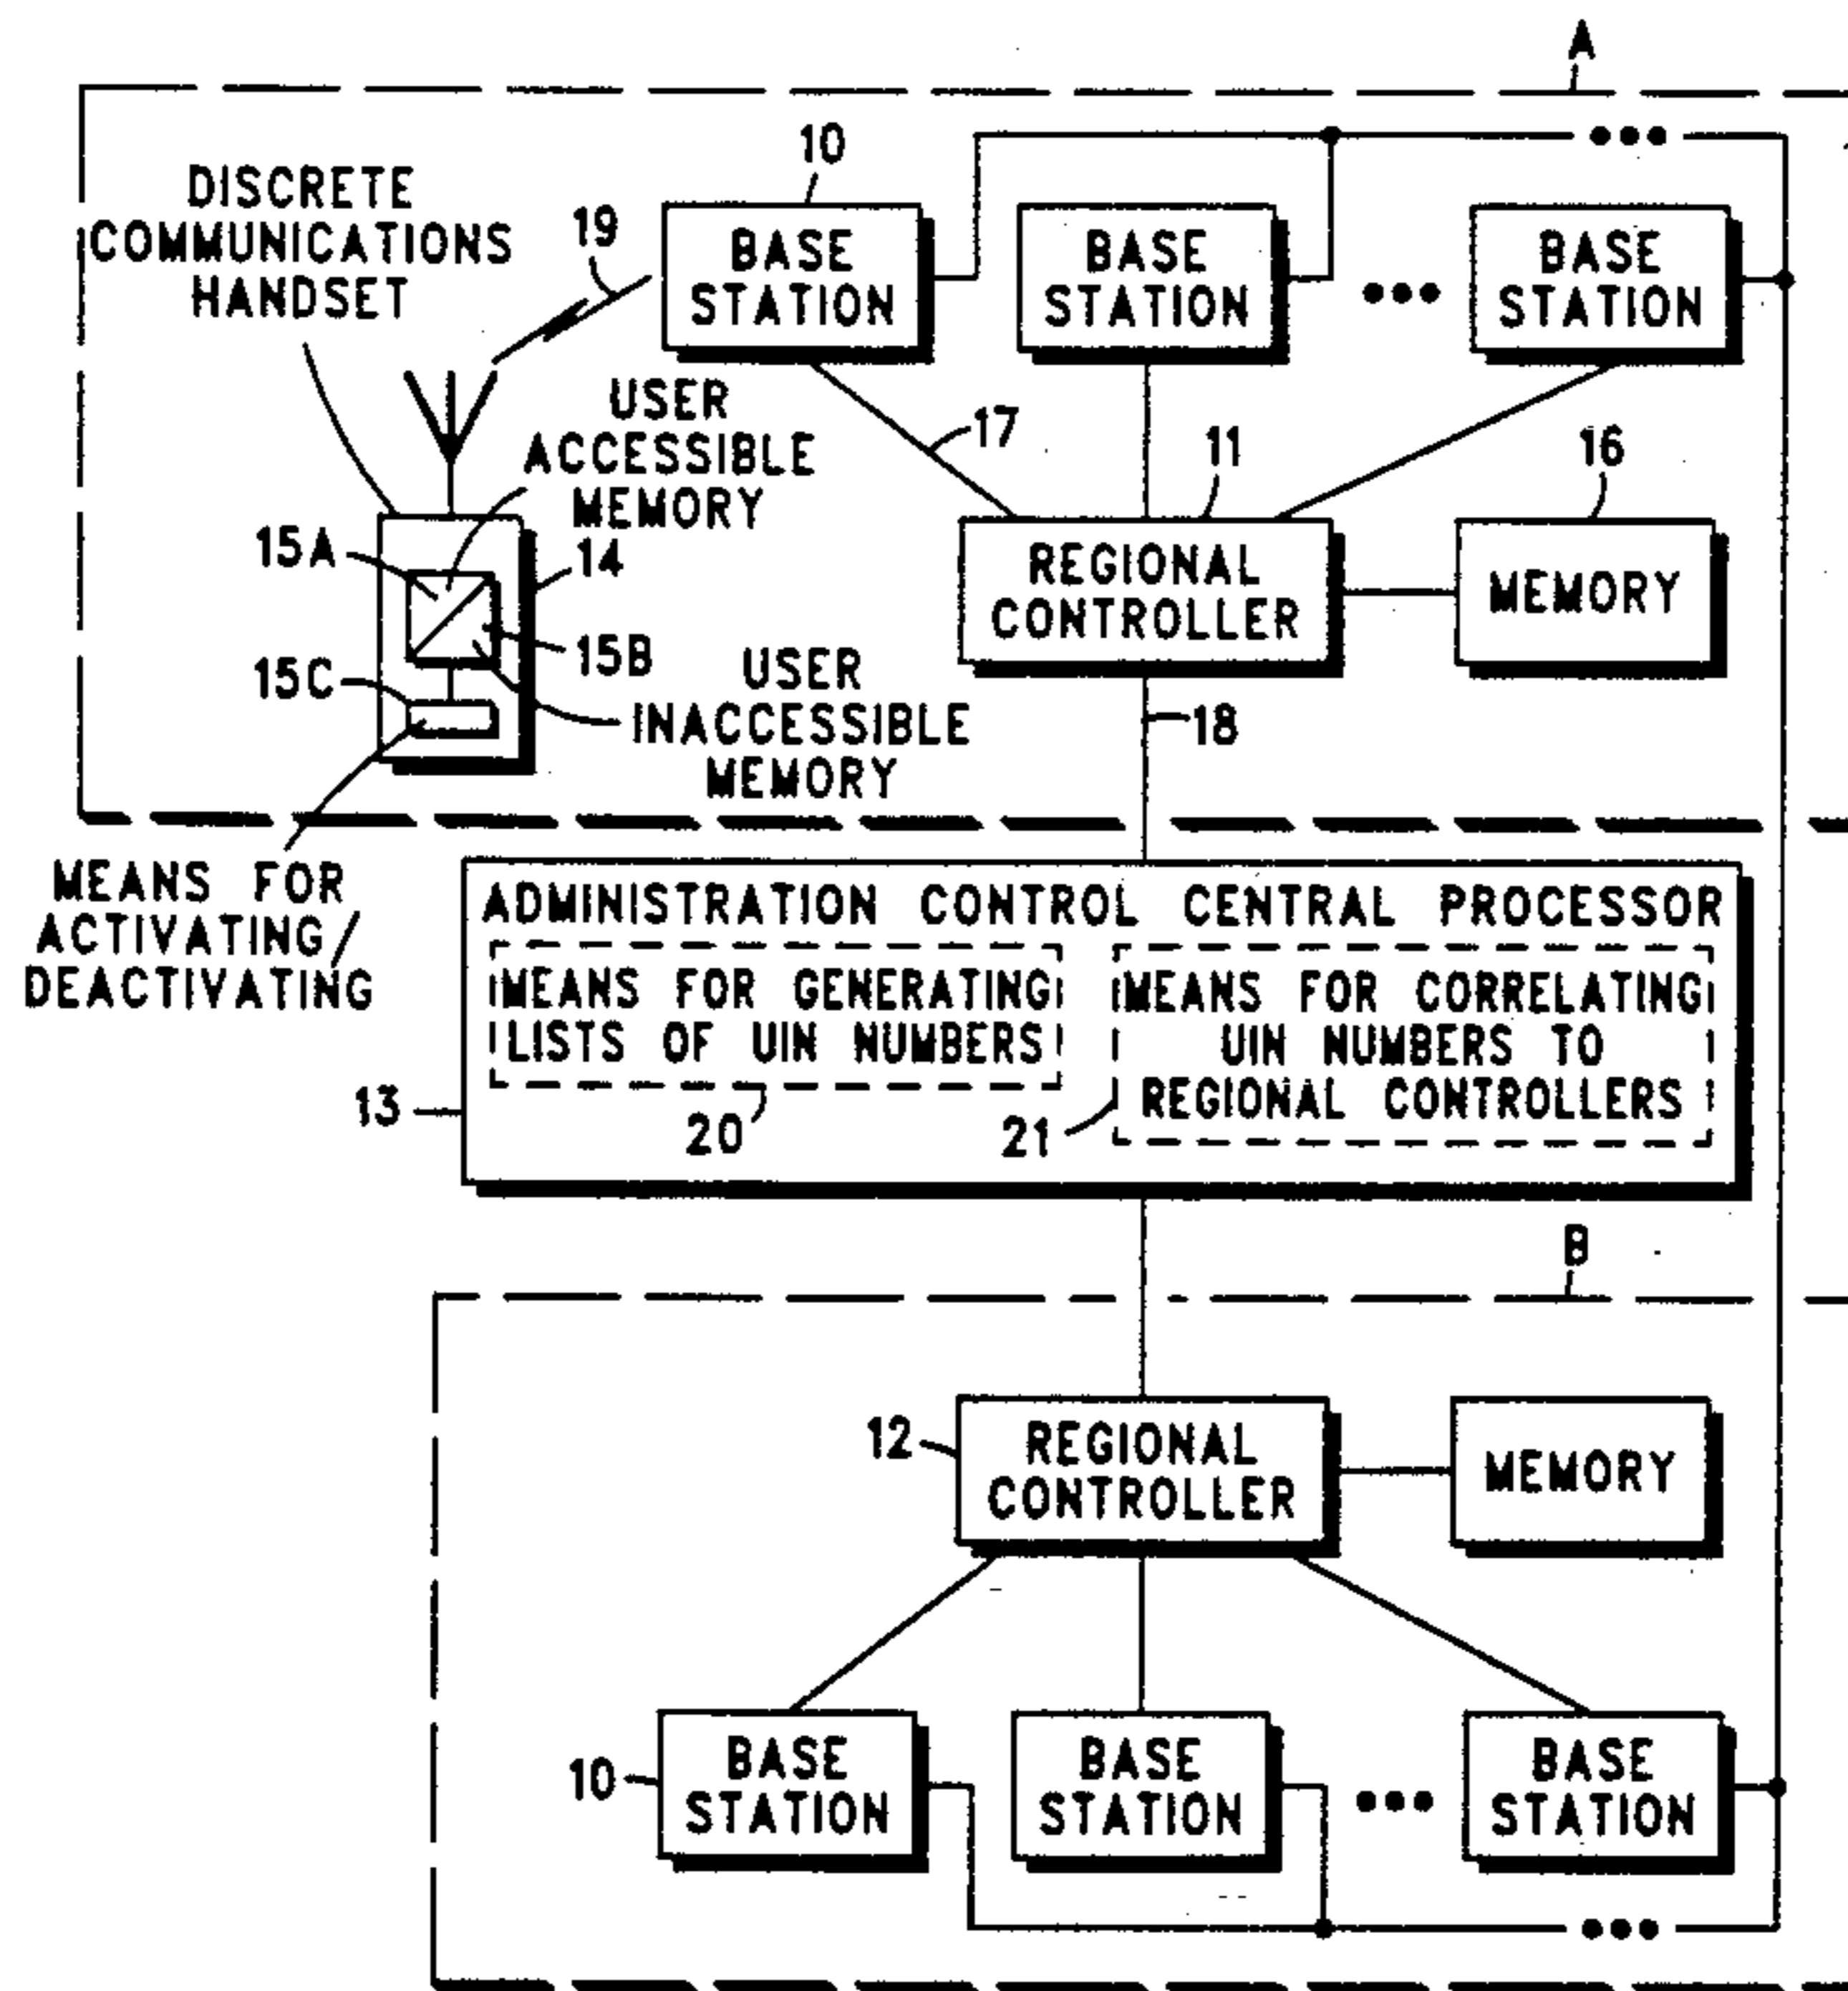 A
10
DISCRETE
COMMUNICATIONS
HANDSET
19
BASE
STATION
BASE
STATION
BASE
STATION
USER
ACCESSIBLE
MEMORY
17
11
16
15A
14
REGIONAL
CONTROLLER
MEMORY
15B
15C
USER
INACCESSIBLE
MEMORY
18
MEANS FOR
ACTIVATING/
DEACTIVATING
ADMINISTRATION CONTROL CENTRAL PROCESSOR
MEANS FOR GENERATING
LISTS OF UIN NUMBERS
MEANS FOR CORRELATING
UIN NUMBERS TO
REGIONAL CONTROLLERS
13
20
21
B
12
REGIONAL
CONTROLLER
MEMORY
10
BASE
STATION
BASE
STATION
BASE
STATION